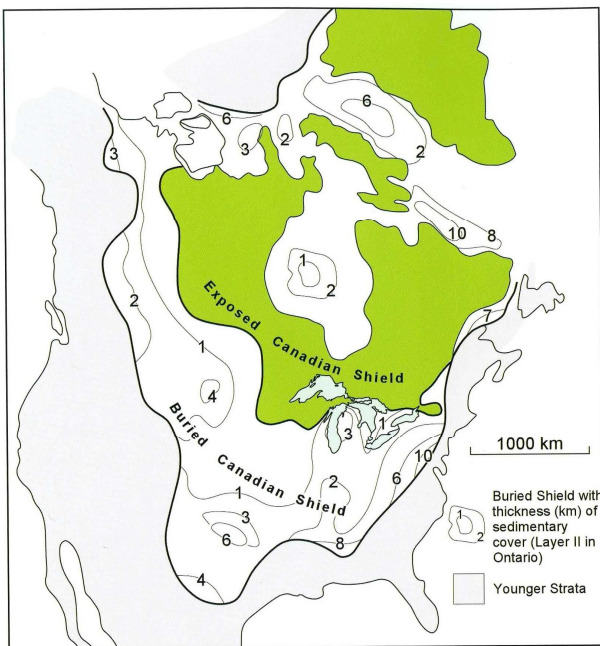 6
6
3
2
3
2
10
8
1
2
7
2
1
Exposed Canadian Shield
4
1
3
Buried Canadian Shield
1000 km
10
2
6
1
3
6
8
4
1
2
Buried Shield with
thickness (km) of
sedimentary
cover (Layer II in
Ontario)
Younger Strata